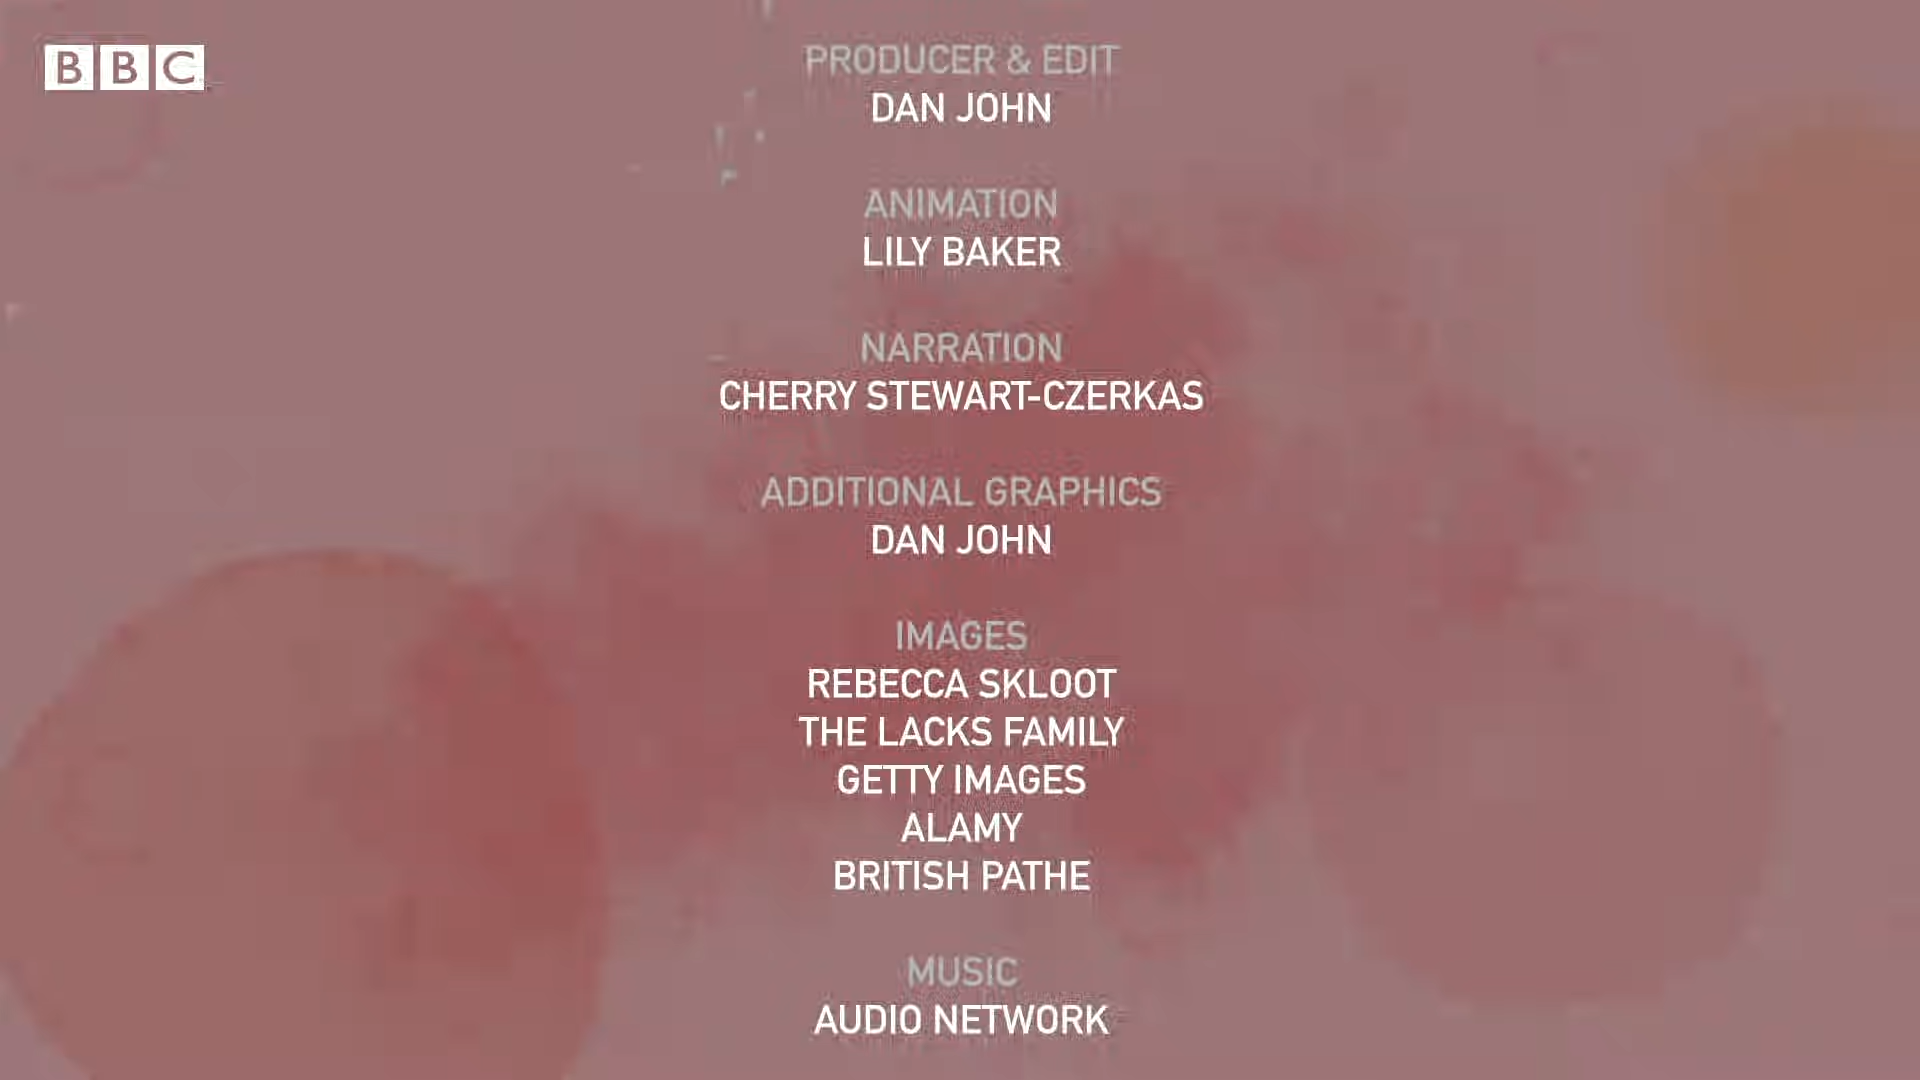 BBC
PRODUCER & EDIT
DAN JOHN
ANIMATION
LILY BAKER
NARRATION
CHERRY STEWART-CZERKAS
ADDITIONAL GRAPHICS
DAN JOHN
IMAGES
REBECCA SKLOOT
THE LACKS FAMILY
GETTY IMAGES
ALAMY
BRITISH PATHE
MUSIC
AUDIO NETWORK